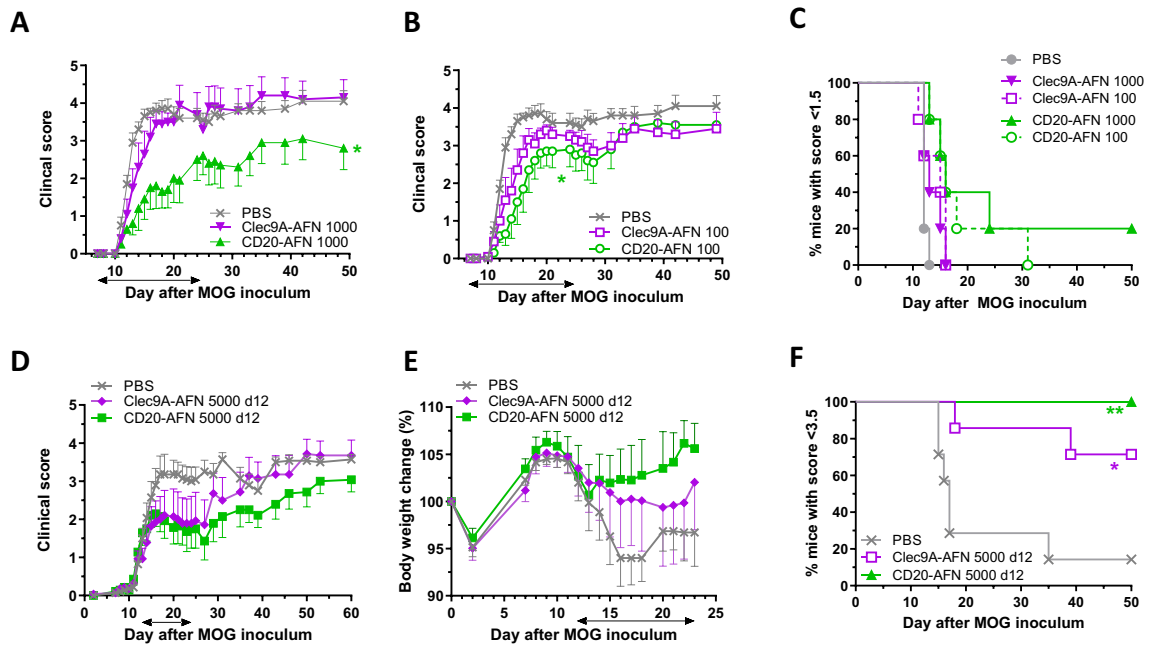 A
Clincal score
5
4
3
2
1
0
10
20
30
40
50
PBS
Clec9A-AFN 1000
CD20-AFN 1000
*
Day after MOG inoculum
B
Clincal score
5
4
3
2
1
0
10
20
30
40
50
*
PBS
Clec9A-AFN 100
CD20-AFN 100
Day after MOG inoculum
C
% mice with score <1.5
100
80
60
40
20
0
0
10
20
30
40
50
PBS
Clec9A-AFN 1000
Clec9A-AFN 100
CD20-AFN 1000
CD20-AFN 100
Day after MOG inoculum
D
PBS
Clec9A-AFN 5000 d12
CD20-AFN 5000 d12
Clinical score
5
4
3
2
1
0
0
10
20
30
40
50
60
Day after MOG inoculum
E
PBS
Clec9A-AFN 5000 d12
CD20-AFN 5000 d12
Body weight change (%)
110
105
100
95
90
0
5
10
15
20
25
Day after MOG inoculum
F
% mice with score <3.5
100
80
60
40
20
0
0
10
20
30
40
50
**
*
PBS
Clec9A-AFN 5000 d12
CD20-AFN 5000 d12
Day after MOG inoculum